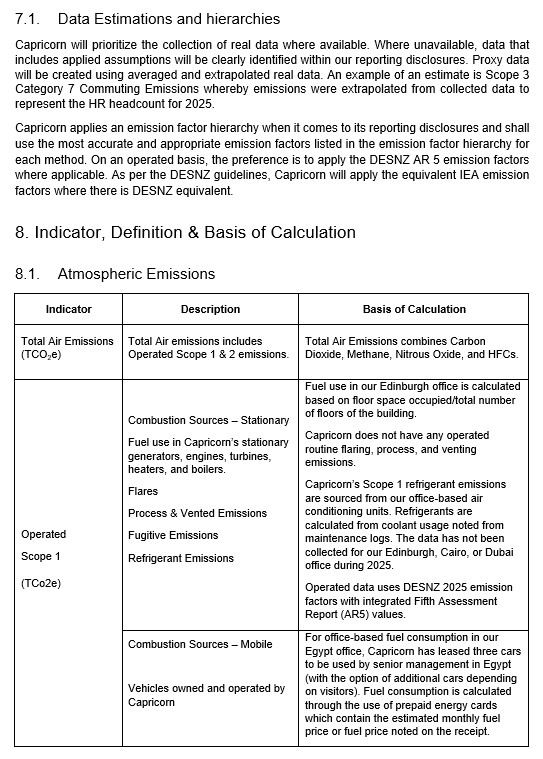 7.1. Data Estimations and hierarchies
Capricorn will prioritize the collection of real data where available. Where unavailable, data that
includes applied assumptions will be clearly identified within our reporting disclosures. Proxy data
will be created using averaged and extrapolated real data. An example of an estimate is Scope 3
Category 7 Commuting Emissions whereby emissions were extrapolated from collected data to
represent the HR headcount for 2025.
Capricorn applies an emission factor hierarchy when it comes to its reporting disclosures and shall
use the most accurate and appropriate emission factors listed in the emission factor hierarchy for
each method. On an operated basis, the preference is to apply the DESNZ AR 5 emission factors
where applicable. As per the DESNZ guidelines, Capricorn will apply the equivalent IEA emission
factors where there is DESNZ equivalent.
8. Indicator, Definition & Basis of Calculation
8.1. Atmospheric Emissions
Indicator
Description
Basis of Calculation
Total Air Emissions
(TCO₂e)
Total Air emissions includes
Operated Scope 1 & 2 emissions.
Total Air Emissions combines Carbon
Dioxide, Methane, Nitrous Oxide, and HFCs.
Operated
Scope 1
(TCo2e)
Combustion Sources – Stationary
Fuel use in Capricorn's stationary
generators, engines, turbines,
heaters, and boilers.
Flares
Process & Vented Emissions
Fugitive Emissions
Refrigerant Emissions
Fuel use in our Edinburgh office is calculated
based on floor space occupied/total number
of floors of the building.
Capricorn does not have any operated
routine flaring, process, and venting
emissions.
Capricorn's Scope 1 refrigerant emissions
are sourced from our office-based air
conditioning units. Refrigerants are
calculated from coolant usage noted from
maintenance logs. The data has not been
collected for our Edinburgh, Cairo, or Dubai
office during 2025.
Operated data uses DESNZ 2025 emission
factors with integrated Fifth Assessment
Report (AR5) values.
Combustion Sources – Mobile
Vehicles owned and operated by
Capricorn
For office-based fuel consumption in our
Egypt office, Capricorn has leased three cars
to be used by senior management in Egypt
(with the option of additional cars depending
on visitors). Fuel consumption is calculated
through the use of prepaid energy cards
which contain the estimated monthly fuel
price or fuel price noted on the receipt.